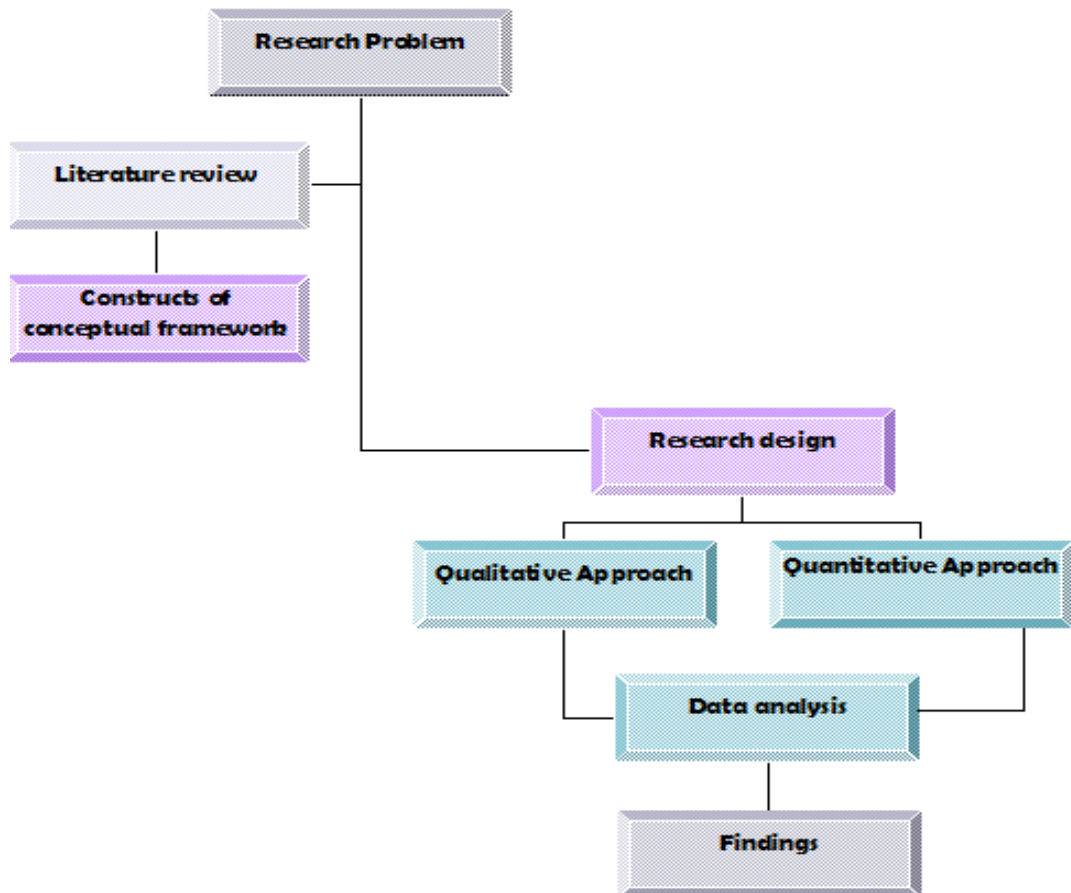 Research Problem
Literature review
Constructs of
conceptual framework
Research design
Qualitative Approach
Quantitative Approach
Data analysis
Findings